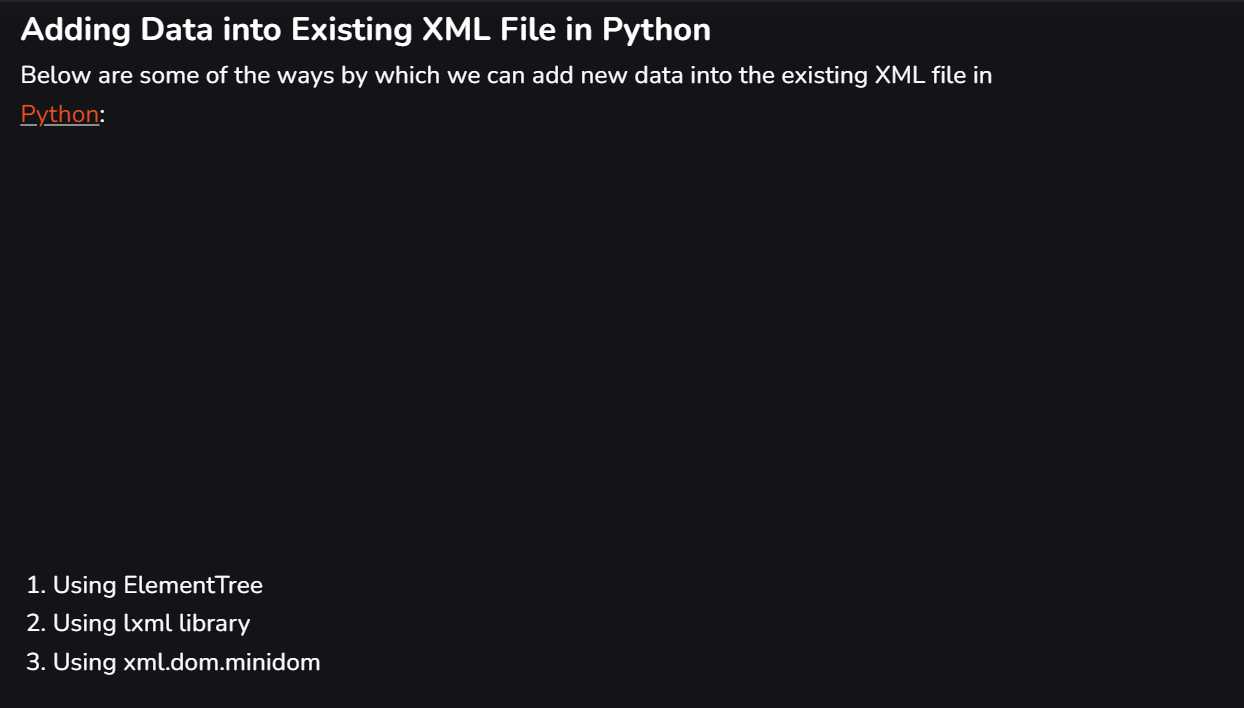 Adding Data into Existing XML File in Python
Below are some of the ways by which we can add new data into the existing XML file in
Python:
1. Using ElementTree
2. Using lxml library
3. Using xml.dom.minidom